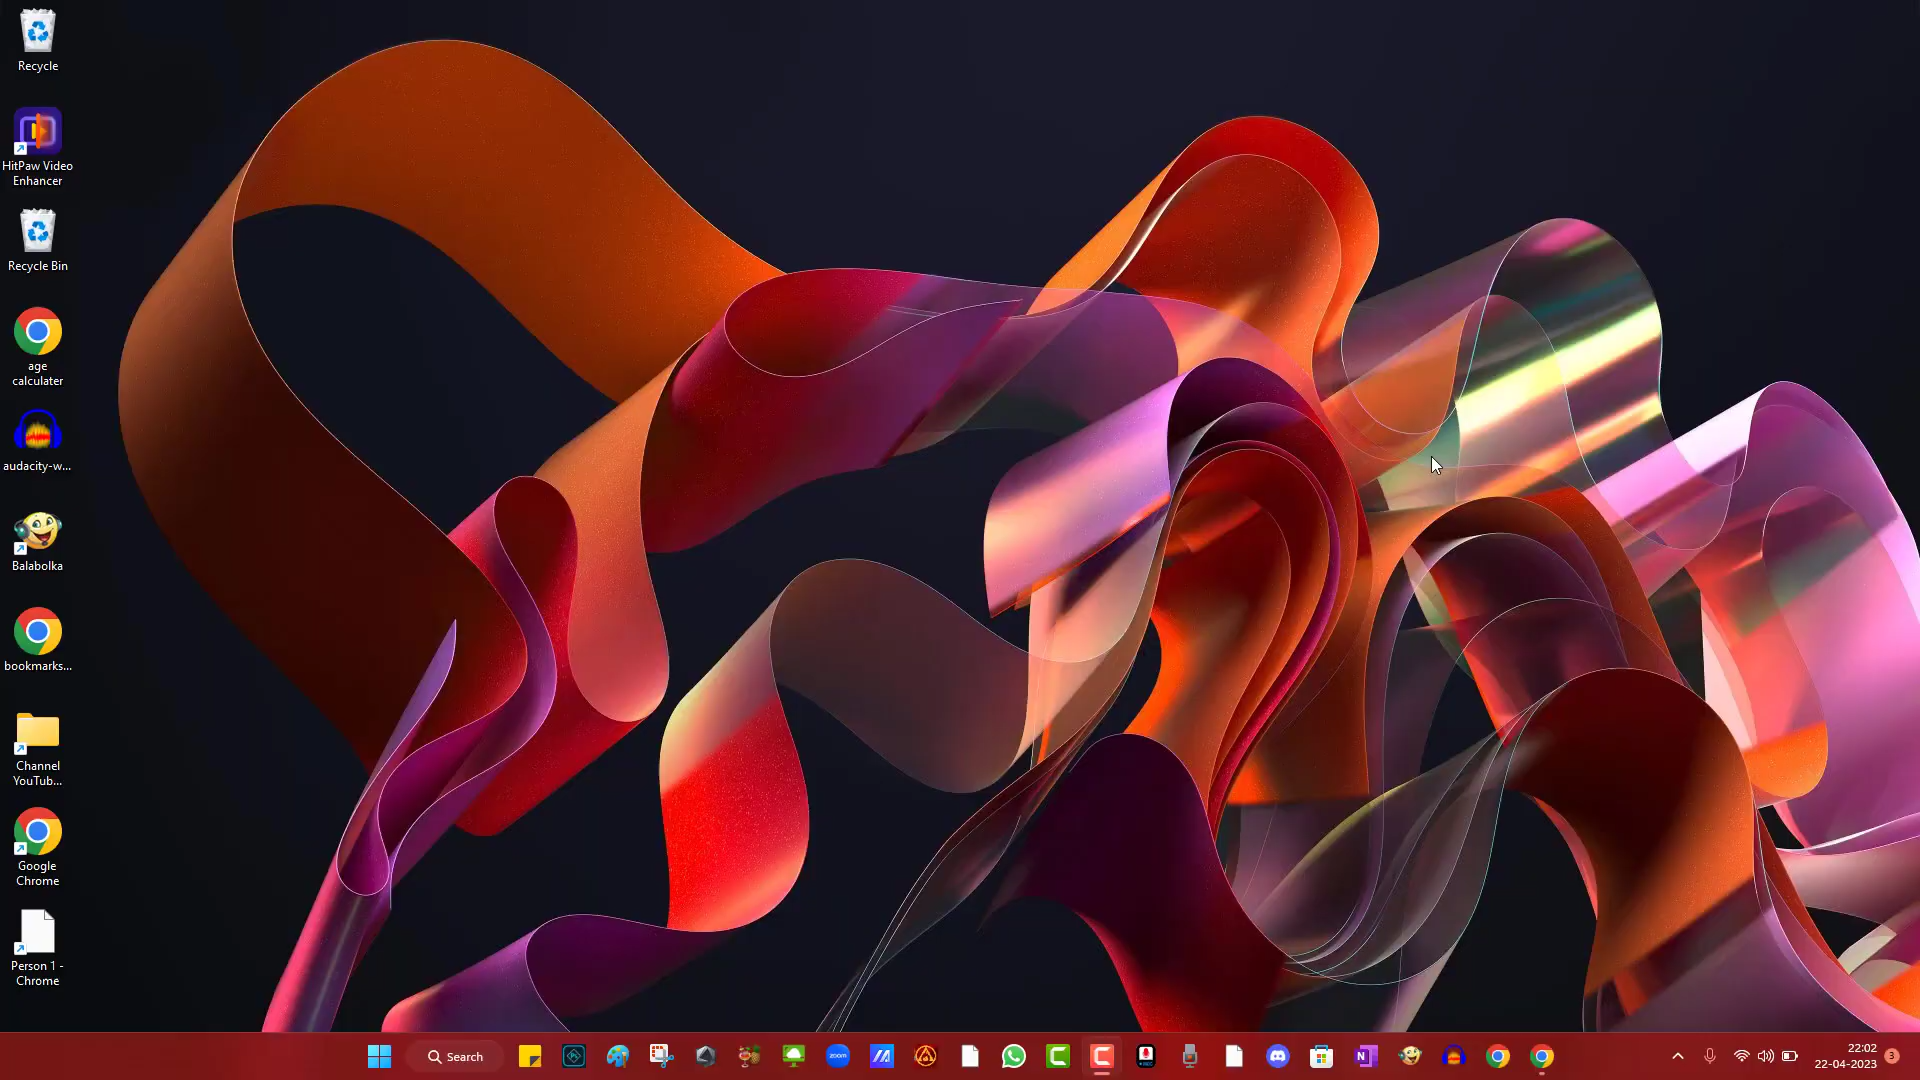 Recycle
HitPaw Video
Enhancer
Recycle Bin
age
calculater
audacity-w...
Balabolka
bookmarks...
Channel
YouTub...
Google
Chrome
Person 1 -
Chrome
Search
zoom
N
22:02
22-04-2023
3